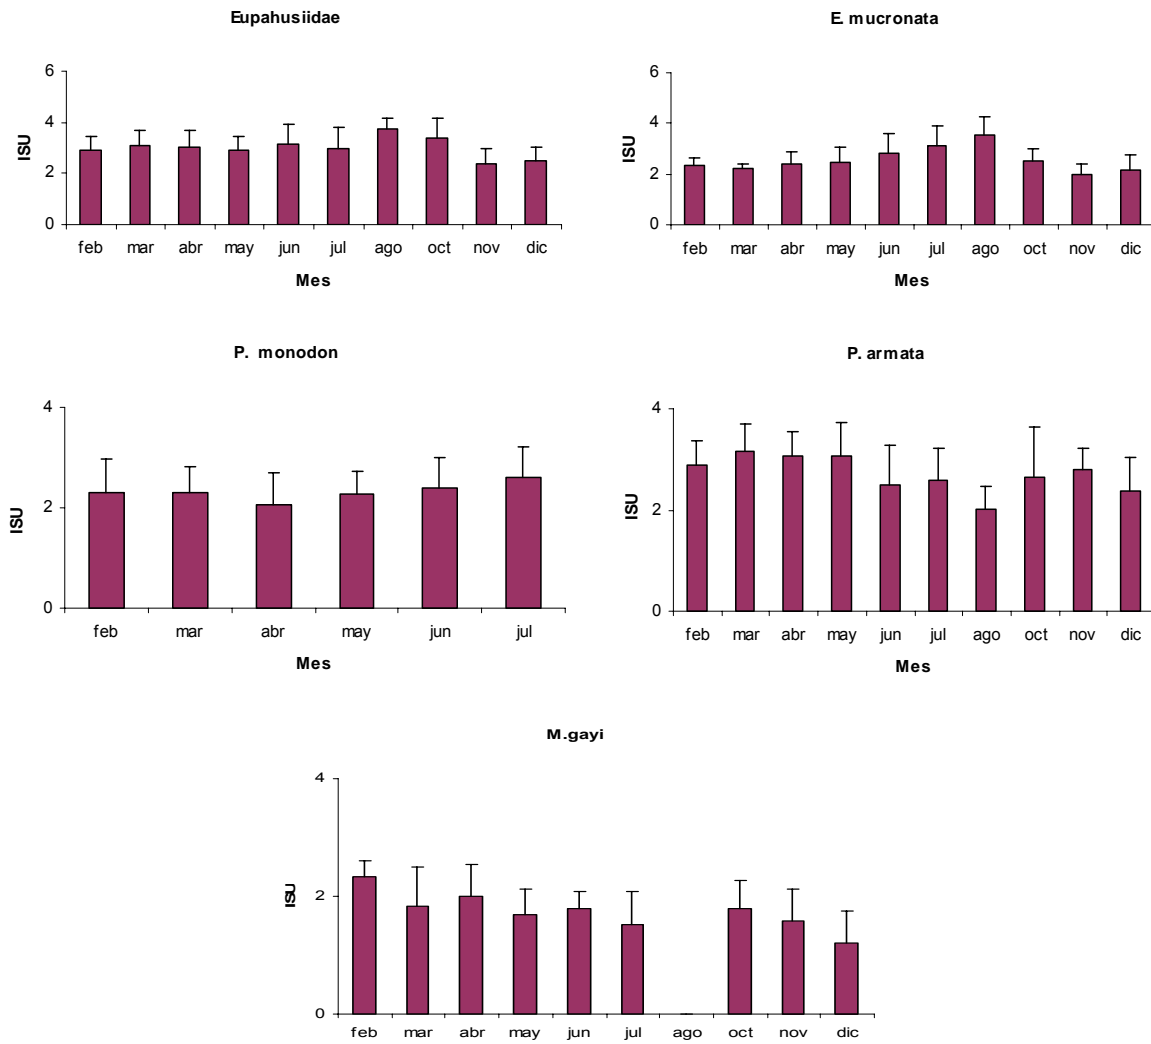 Eupahusiidae
6
4
2
0
ISU
feb mar abr may jun jul ago oct nov dic
Mes
E. mucronata
6
4
2
0
ISU
feb mar abr may jun jul ago oct nov dic
Mes
P. monodon
4
2
0
ISU
feb mar abr may jun jul
Mes
P. armata
4
2
0
ISU
feb mar abr may jun jul ago oct nov dic
Mes
M.gayi
4
2
0
ISU
feb mar abr may jun jul ago oct nov dic